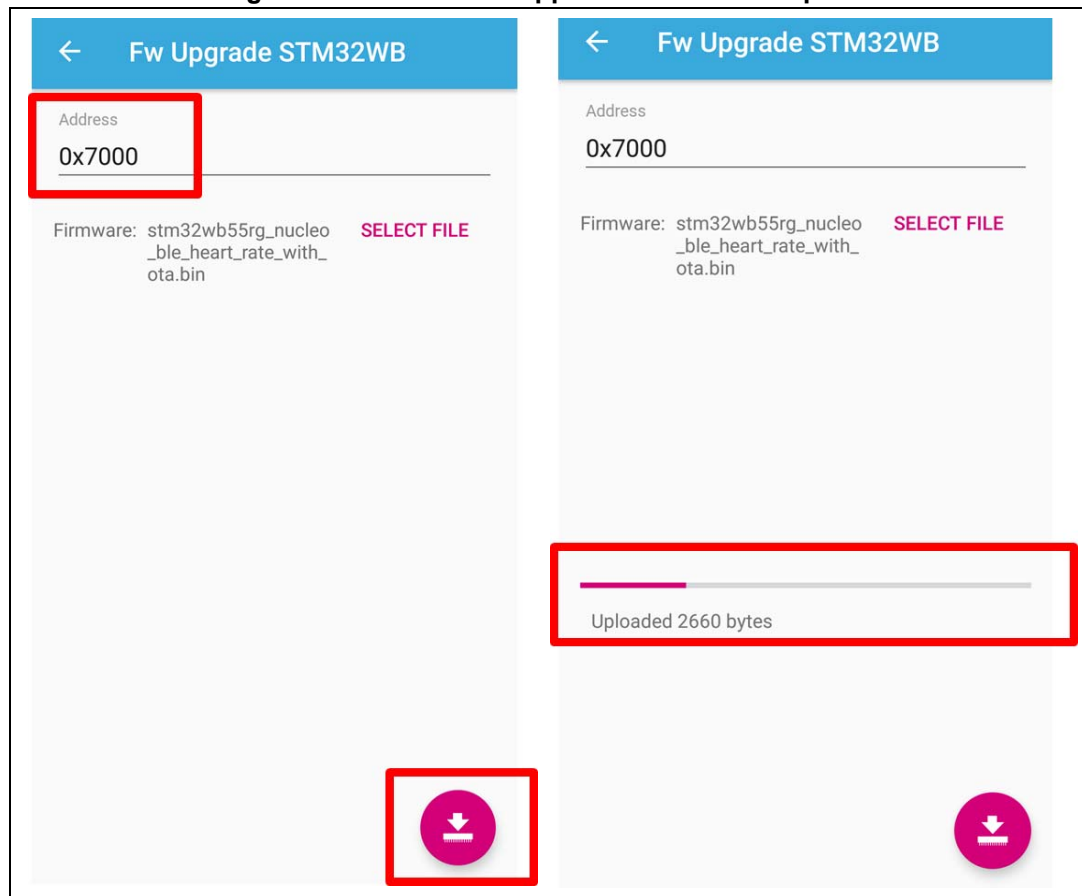 Fw Upgrade STM32WB
Address
0x7000
Firmware: stm32wb55rg_nucleo SELECT FILE
_ble_heart_rate_with_
ota.bin
Fw Upgrade STM32WB
Address
0x7000
Firmware: stm32wb55rg_nucleo SELECT FILE
_ble_heart_rate_with_
ota.bin
Uploaded 2660 bytes